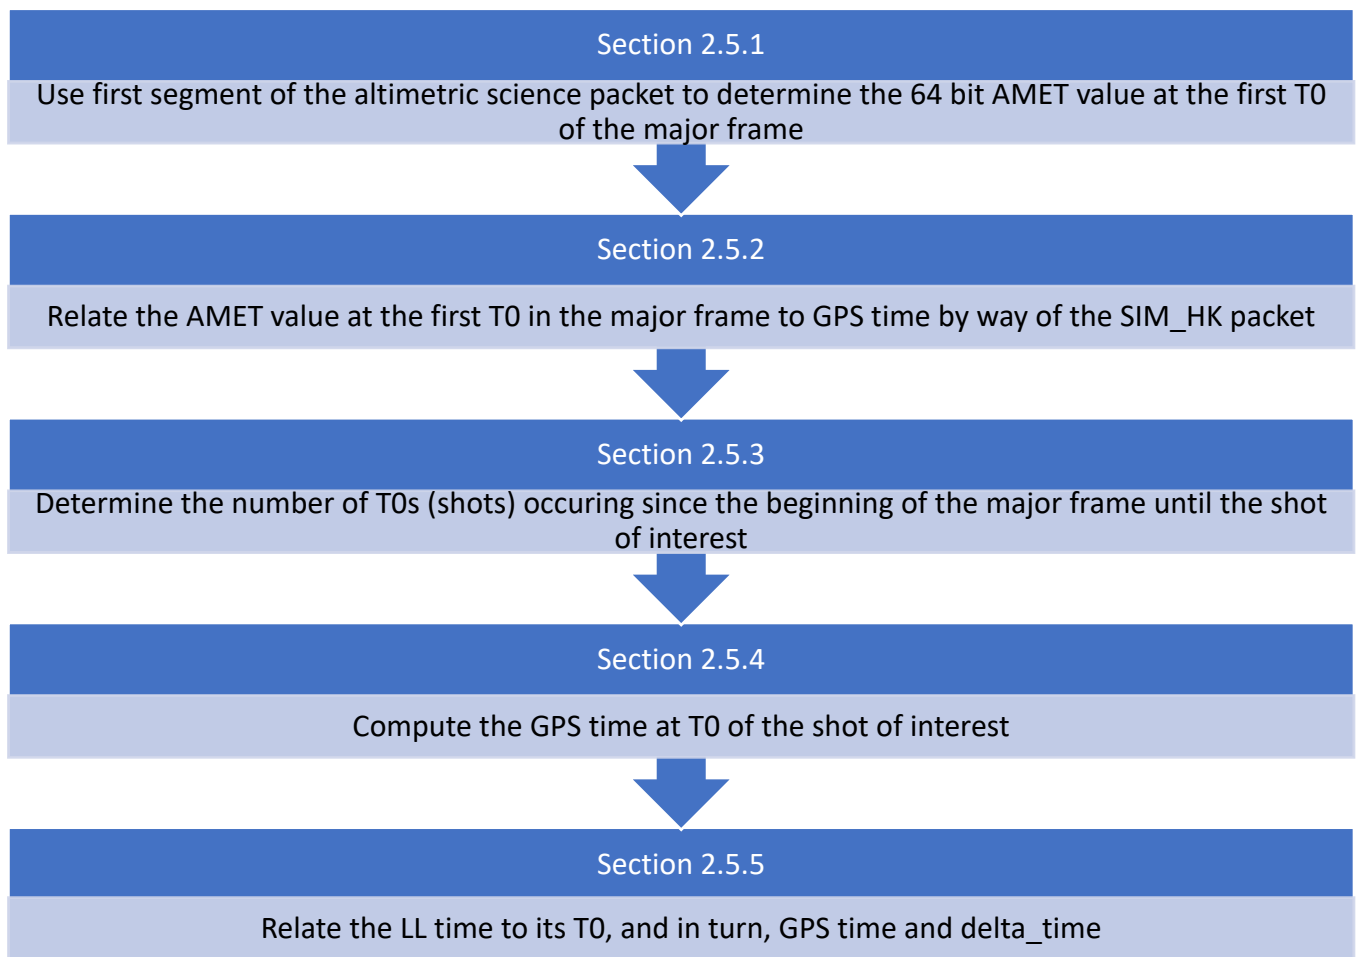 Section 2.5.1
Use first segment of the altimetric science packet to determine the 64 bit AMET value at the first T0
of the major frame
Section 2.5.2
Relate the AMET value at the first T0 in the major frame to GPS time by way of the SIM_HK packet
Section 2.5.3
Determine the number of T0s (shots) occuring since the beginning of the major frame until the shot
of interest
Section 2.5.4
Compute the GPS time at T0 of the shot of interest
Section 2.5.5
Relate the LL time to its T0, and in turn, GPS time and delta_time